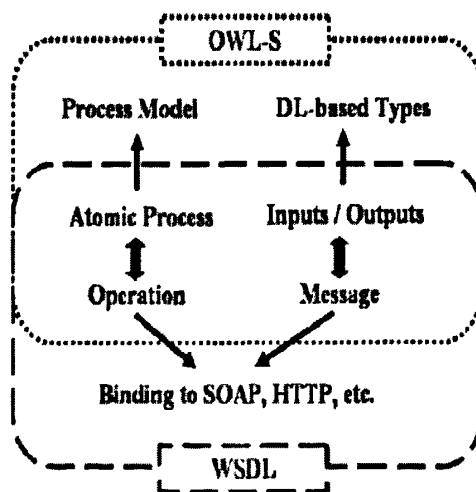 OWL-S
Process Model
DL-based Types
Atomic Process
Inputs / Outputs
Operation
Message
Binding to SOAP, HTTP, etc.
WSDL